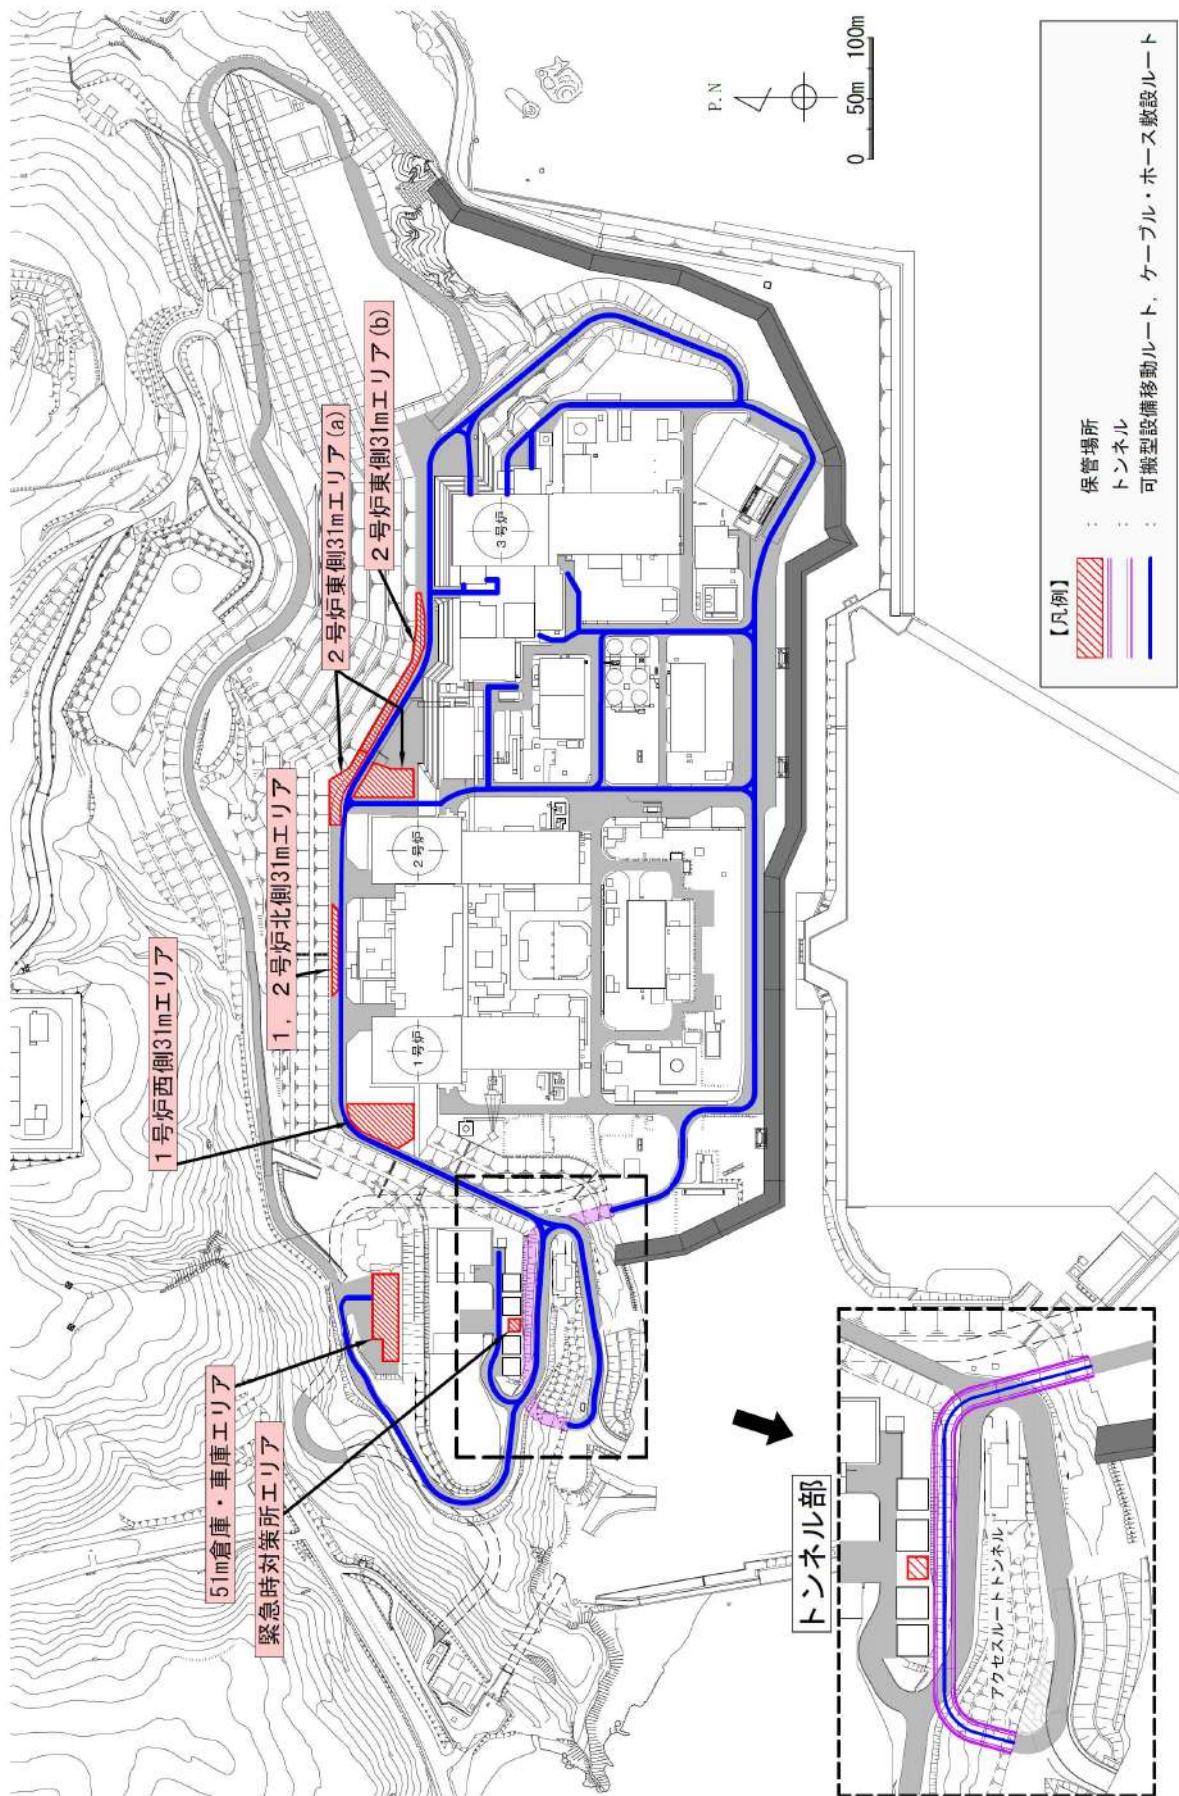 51m倉庫・車庫エリア
緊急時対策所エリア
1号炉西側31mエリア
1，2号炉北側31mエリア
2号炉東側31mエリア(a)
2号炉東側31mエリア(b)
1号炉
2号炉
3号炉
P.N
0 50m 100m
トンネル部
アクセスルートトンネル
【凡例】
： 保管場所
： トンネル
： 可搬型設備移動ルート，ケーブル・ホース敷設ルート